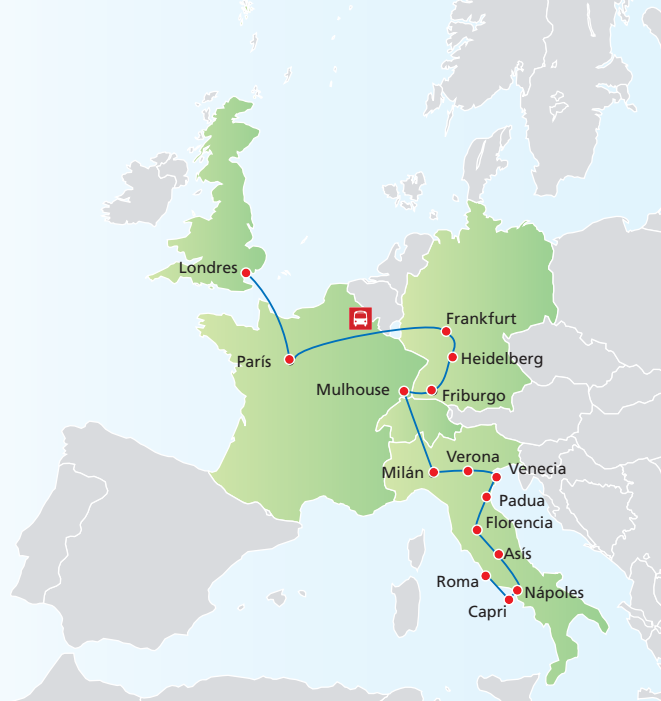 Londres
París
Frankfurt
Heidelberg
Mulhouse
Friburgo
Verona
Milán
Venecia
Padua
Florencia
Asís
Roma
Nápoles
Capri